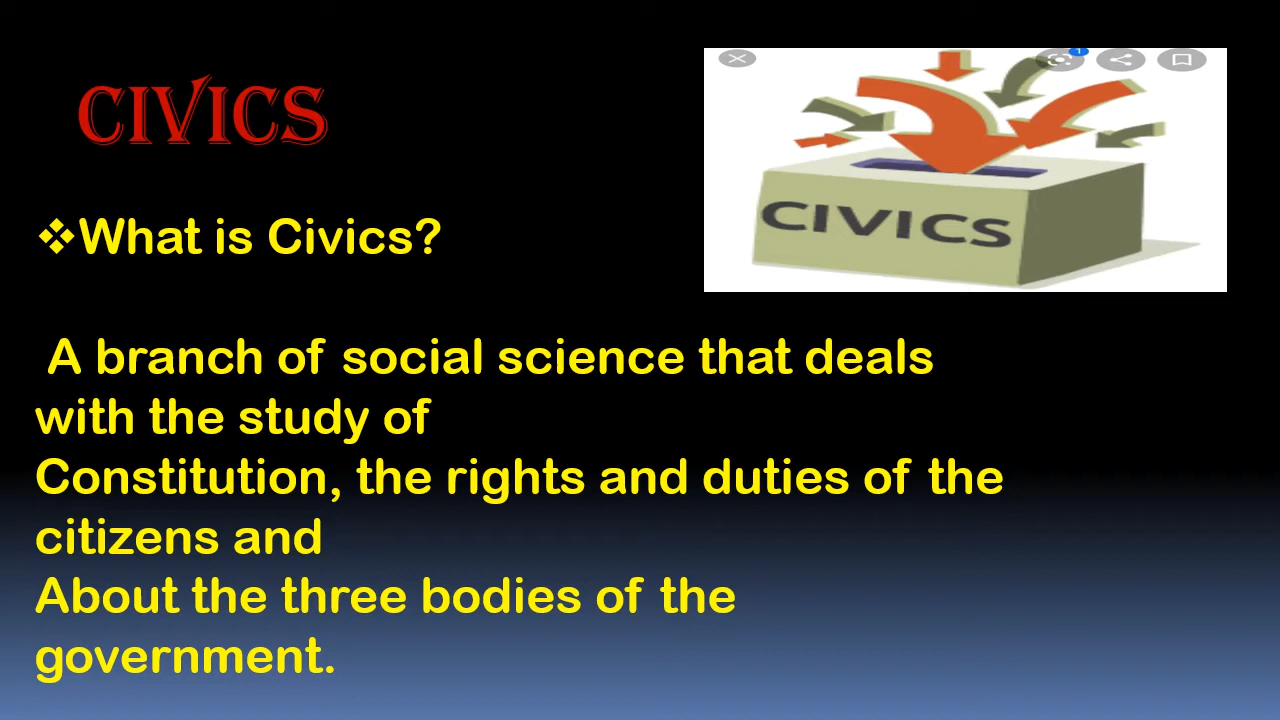 CIVICS
1
CIVICS
❖What is Civics?
A branch of social science that deals
with the study of
Constitution, the rights and duties of the
citizens and
About the three bodies of the
government.